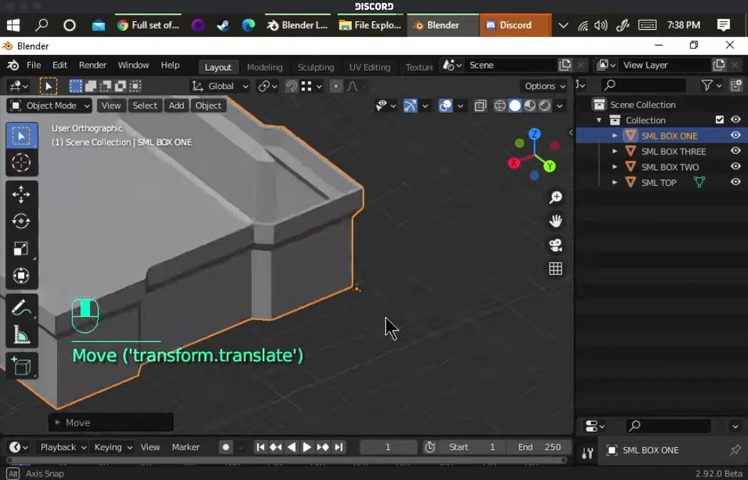 DISCORD
Full set of...
Blender L...
File Explo...
Blender
Discord
7:38 PM
Blender
File
Edit
Render
Window
Help
Layout
Modeling
Sculpting
UV Editing
Textur
Scene
View Layer
Global
Options
Object Mode
View
Select
Add
Object
User Orthographic
(1) Scene Collection | SML BOX ONE
Z
X
Y
Scene Collection
Collection
SML BOX ONE
SML BOX THREE
SML BOX TWO
SML TOP
Move ('transform.translate')
Move
Playback
Keying
View
Marker
1
Start 1
End 250
SML BOX ONE
Alt Axis Snap
2.92.0 Beta